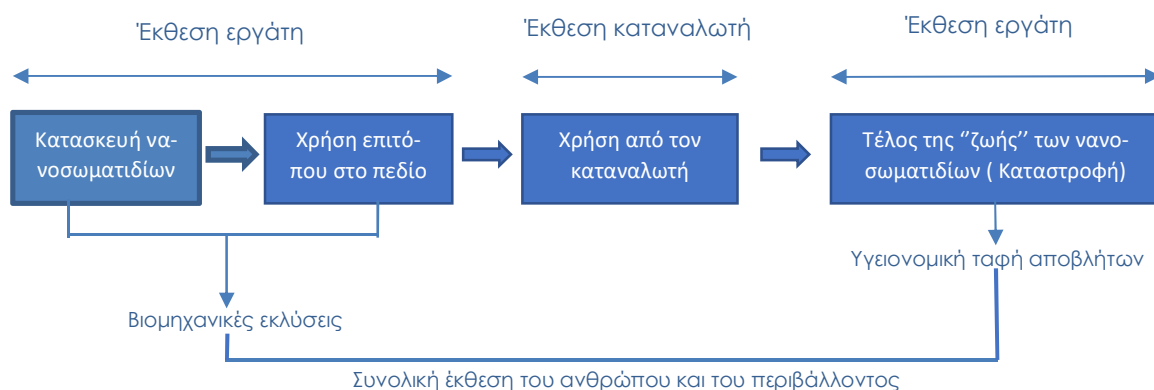 Έκθεση εργάτη
Έκθεση καταναλωτή
Έκθεση εργάτη
Κατασκευή να-
νοσωματιδίων
Χρήση επιτό-
που στο πεδίο
Χρήση από τον
καταναλωτή
Τέλος της ‘’ζωής’’ των νανο-
σωματιδίων ( Καταστροφή)
Υγειονομική ταφή αποβλήτων
Βιομηχανικές εκλύσεις
Συνολική έκθεση του ανθρώπου και του περιβάλλοντος